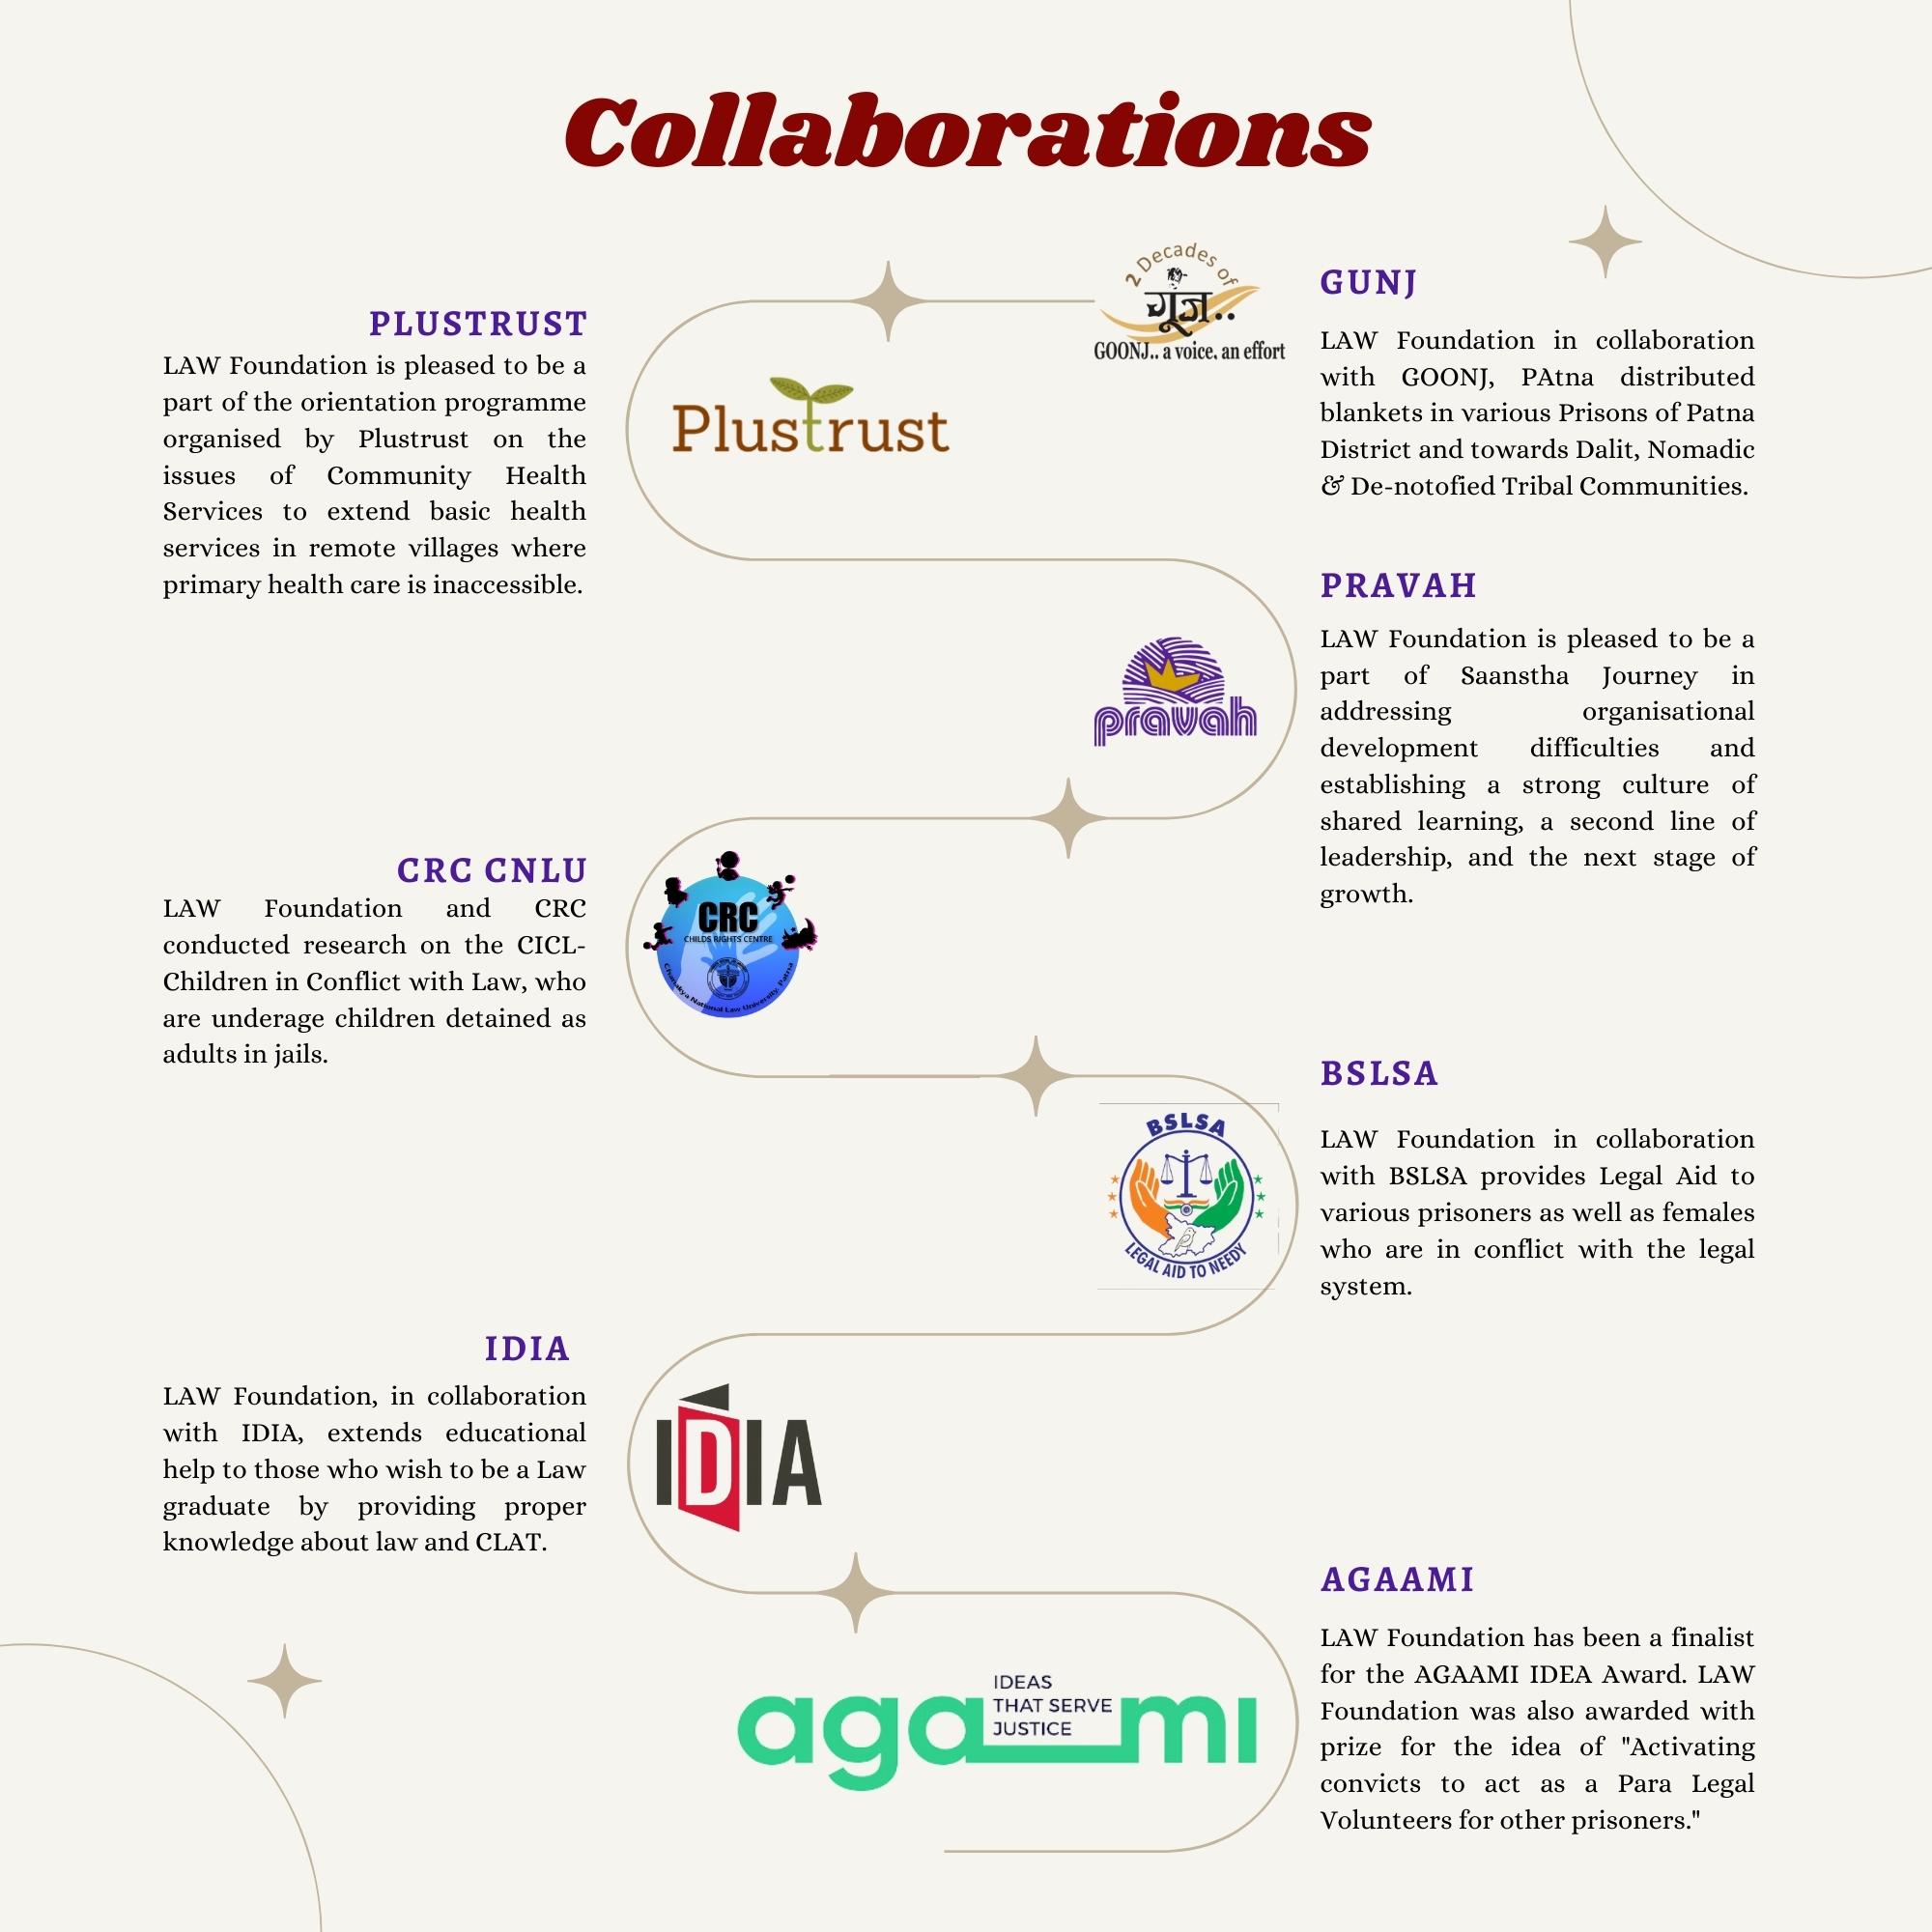 Collaborations
2 Decades of
गूंज..
GOONJ.. a voice, an effort
GUNJ
LAW Foundation in collaboration
with GOONJ, PAtna distributed
blankets in various Prisons of Patna
District and towards Dalit, Nomadic
& De-notofied Tribal Communities.
PLUSTRUST
LAW Foundation is pleased to be a
part of the orientation programme
organised by Plustrust on the
issues of Community Health
Services to extend basic health
services in remote villages where
primary health care is inaccessible.
Plustrust
PRAVAH
LAW Foundation is pleased to be a
part of Saanstha Journey in
addressing organisational
development difficulties and
establishing a strong culture of
shared learning, a second line of
leadership, and the next stage of
growth.
pravah
CRC CNLU
LAW Foundation and CRC
conducted research on the CICL-
Children in Conflict with Law, who
are underage children detained as
adults in jails.
CRC
CHILDS RIGHTS CENTRE
Chanakya National Law University, Patna
BSLSA
LAW Foundation in collaboration
with BSLSA provides Legal Aid to
various prisoners as well as females
who are in conflict with the legal
system.
BSLSA
LEGAL AID TO NEEDY
IDIA
LAW Foundation, in collaboration
with IDIA, extends educational
help to those who wish to be a Law
graduate by providing proper
knowledge about law and CLAT.
IDIA
AGAAMI
LAW Foundation has been a finalist
for the AGAAMI IDEA Award. LAW
Foundation was also awarded with
prize for the idea of "Activating
convicts to act as a Para Legal
Volunteers for other prisoners."
agami
IDEAS
THAT SERVE
JUSTICE